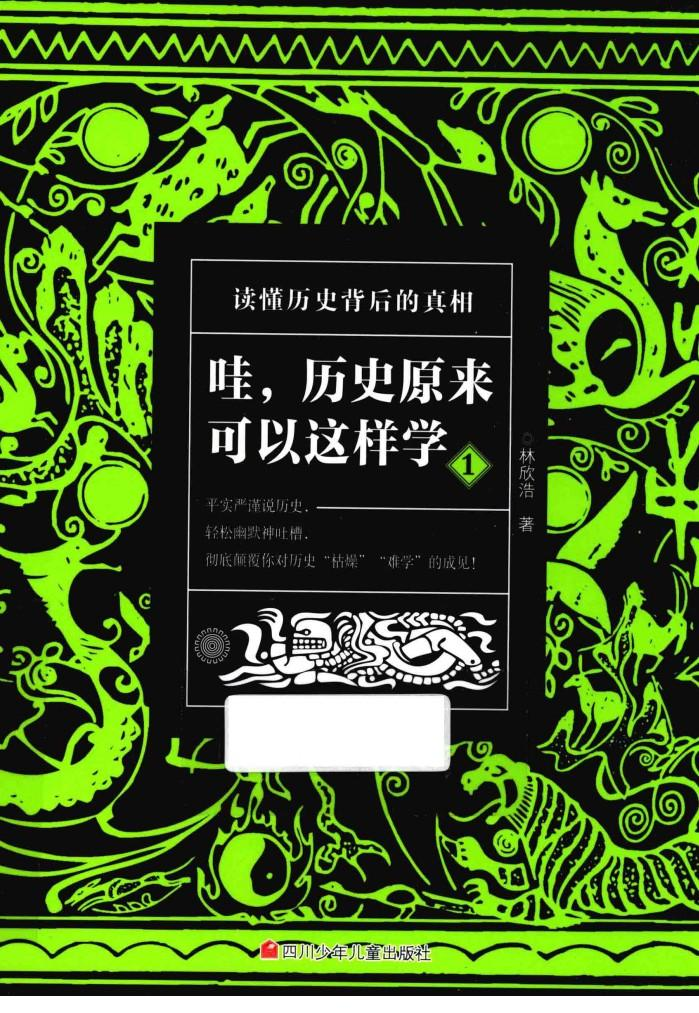 读懂历史背后的真相
哇，历史原来
可以这样学
1
林欣浩 著
平实严谨说历史，
轻松幽默神吐槽，
彻底颠覆你对历史“枯燥”“难学”的成见！
四川少年儿童出版社